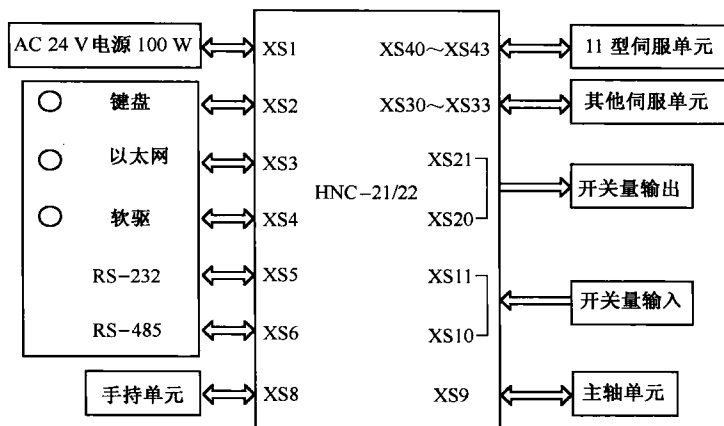 AC 24 V 电源 100 W
XS1
XS40～XS43
11 型伺服单元
键盘
XS2
XS30～XS33
其他伺服单元
以太网
XS3
XS21
HNC-21/22
开关量输出
软驱
XS4
XS20
RS-232
XS5
XS11
开关量输入
RS-485
XS6
XS10
手持单元
XS8
XS9
主轴单元